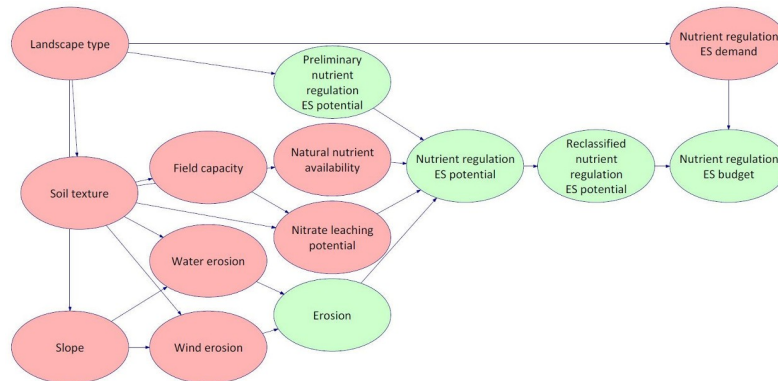 Landscape type
Nutrient regulation
ES demand
Preliminary
nutrient
regulation
ES potential
Field capacity
Natural nutrient
availability
Nutrient regulation
ES potential
Reclassified
nutrient
regulation
ES potential
Nutrient regulation
ES budget
Soil texture
Nitrate leaching
potential
Water erosion
Erosion
Slope
Wind erosion